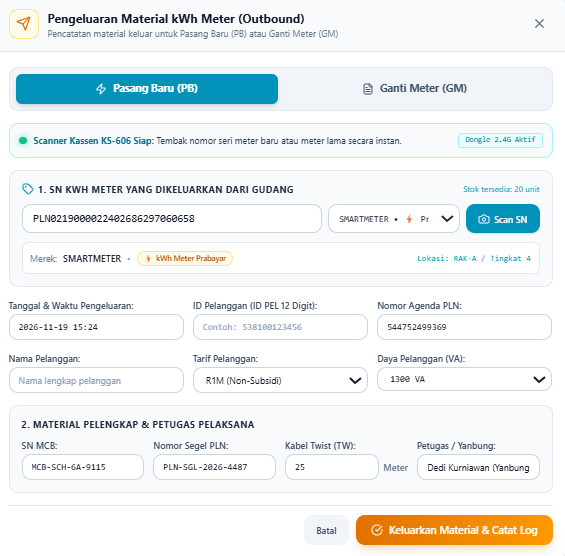 Pengeluaran Material kWh Meter (Outbound)
Pencatatan material keluar untuk Pasang Baru (PB) atau Ganti Meter (GM)
Pasang Baru (PB)
Ganti Meter (GM)
Scanner Kassen KS-606 Siap: Tembak nomor seri meter baru atau meter lama secara instan.
Dongle 2.4G Aktif
1. SN KWH METER YANG DIKELUARKAN DARI GUDANG
Stok tersedia: 20 unit
PLN0219000022402686297060658
SMARTMETER • Pr
Scan SN
Merek: SMARTMETER - kWh Meter Prabayar
Lokasi: RAK-A / Tingkat 4
Tanggal & Waktu Pengeluaran:
ID Pelanggan (ID PEL 12 Digit):
Nomor Agenda PLN:
2026-11-19 15:24
Contoh: 538100123456
544752499369
Nama Pelanggan:
Tarif Pelanggan:
Daya Pelanggan (VA):
Nama lengkap pelanggan
R1M (Non-Subsidi)
1300 VA
2. MATERIAL PELENGKAP & PETUGAS PELAKSANA
SN MCB:
Nomor Segel PLN:
Kabel Twist (TW):
Petugas / Yanbung:
MCB-SCH-6A-9115
PLN-SGL-2026-4487
25
Meter
Dedi Kurniawan (Yanbung
Batal
Keluarkan Material & Catat Log